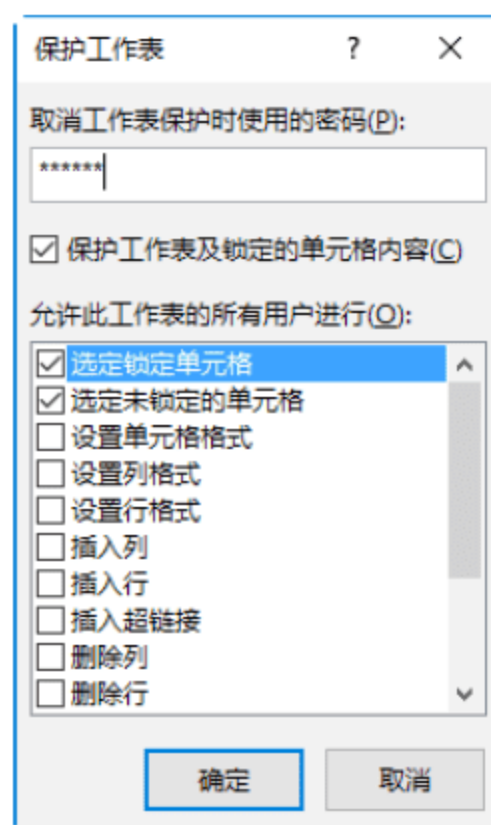 保护工作表 ? ×
取消工作表保护时使用的密码(P):
******
保护工作表及锁定的单元格内容(C)
允许此工作表的所有用户进行(O):
选定锁定单元格
选定未锁定的单元格
设置单元格格式
设置列格式
设置行格式
插入列
插入行
插入超链接
删除列
删除行
确定 取消